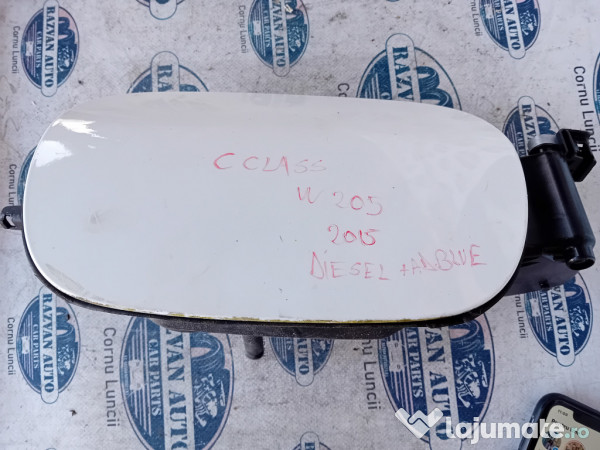 C CLASS
W 205
2015
DIESEL + ADBLUE
RAZVAN AUTO
CAR PARTS
Cornu Luncii
lajumate.ro